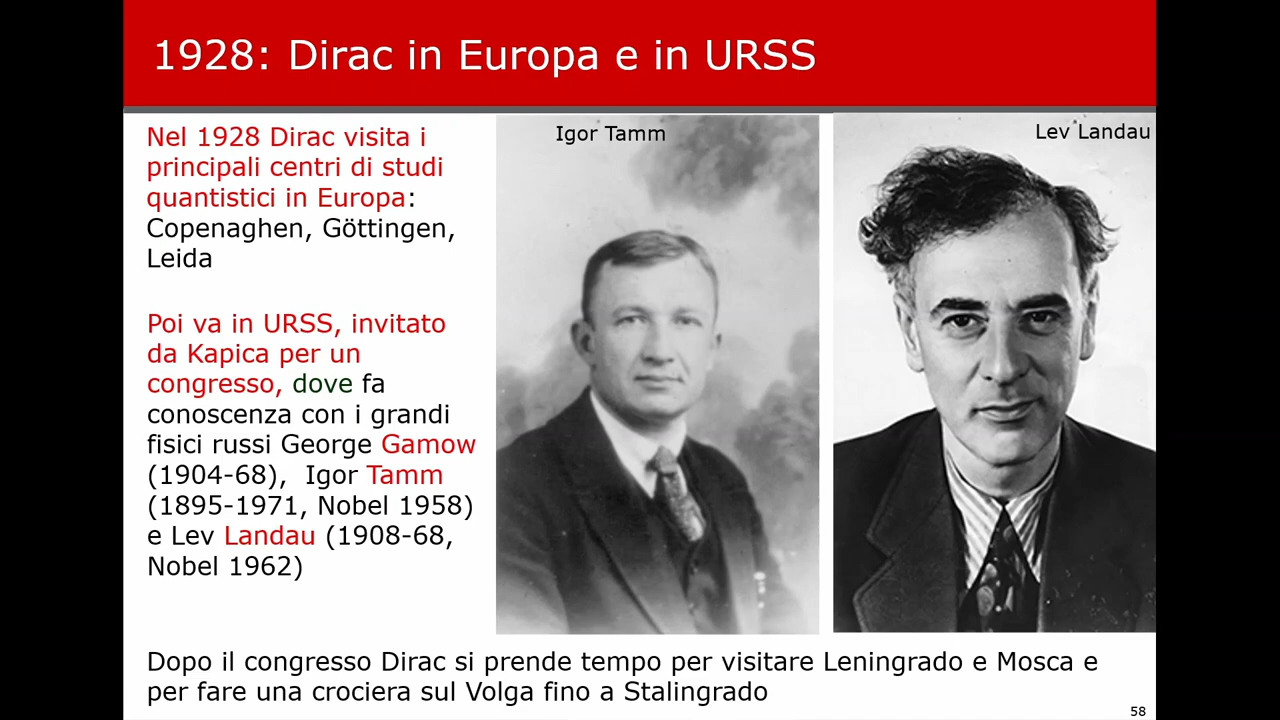 1928: Dirac in Europa e in URSS
Nel 1928 Dirac visita i
principali centri di studi
quantistici in Europa:
Copenaghen, Göttingen,
Leida
Poi va in URSS, invitato
da Kapica per un
congresso, dove fa
conoscenza con i grandi
fisici russi George Gamow
(1904-68),  Igor Tamm
(1895-1971, Nobel 1958)
e Lev Landau (1908-68,
Nobel 1962)
Igor Tamm
Lev Landau
Dopo il congresso Dirac si prende tempo per visitare Leningrado e Mosca e
per fare una crociera sul Volga fino a Stalingrado
58